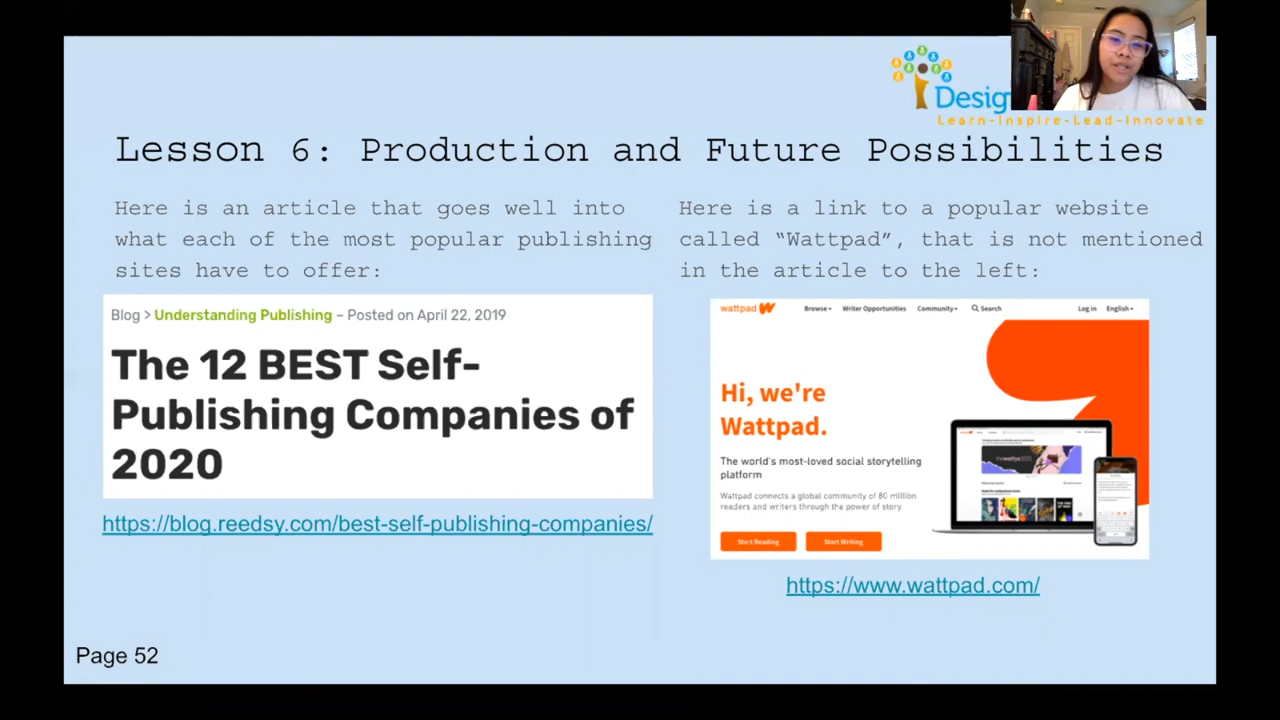 Desig
Learn-Inspire-Lead-Innovate
Lesson 6: Production and Future Possibilities
Here is an article that goes well into
what each of the most popular publishing
sites have to offer:
Blog > Understanding Publishing – Posted on April 22, 2019
The 12 BEST Self-
Publishing Companies of
2020
https://blog.reedsy.com/best-self-publishing-companies/
Here is a link to a popular website
called “Wattpad”, that is not mentioned
in the article to the left:
wattpad Browse Writer Opportunities Community Search Log in English
Hi, we're
Wattpad.
The world's most-loved social storytelling
platform
Wattpad connects a global community of 80 million
readers and writers through the power of story.
Start Reading Start Writing
https://www.wattpad.com/
Page 52